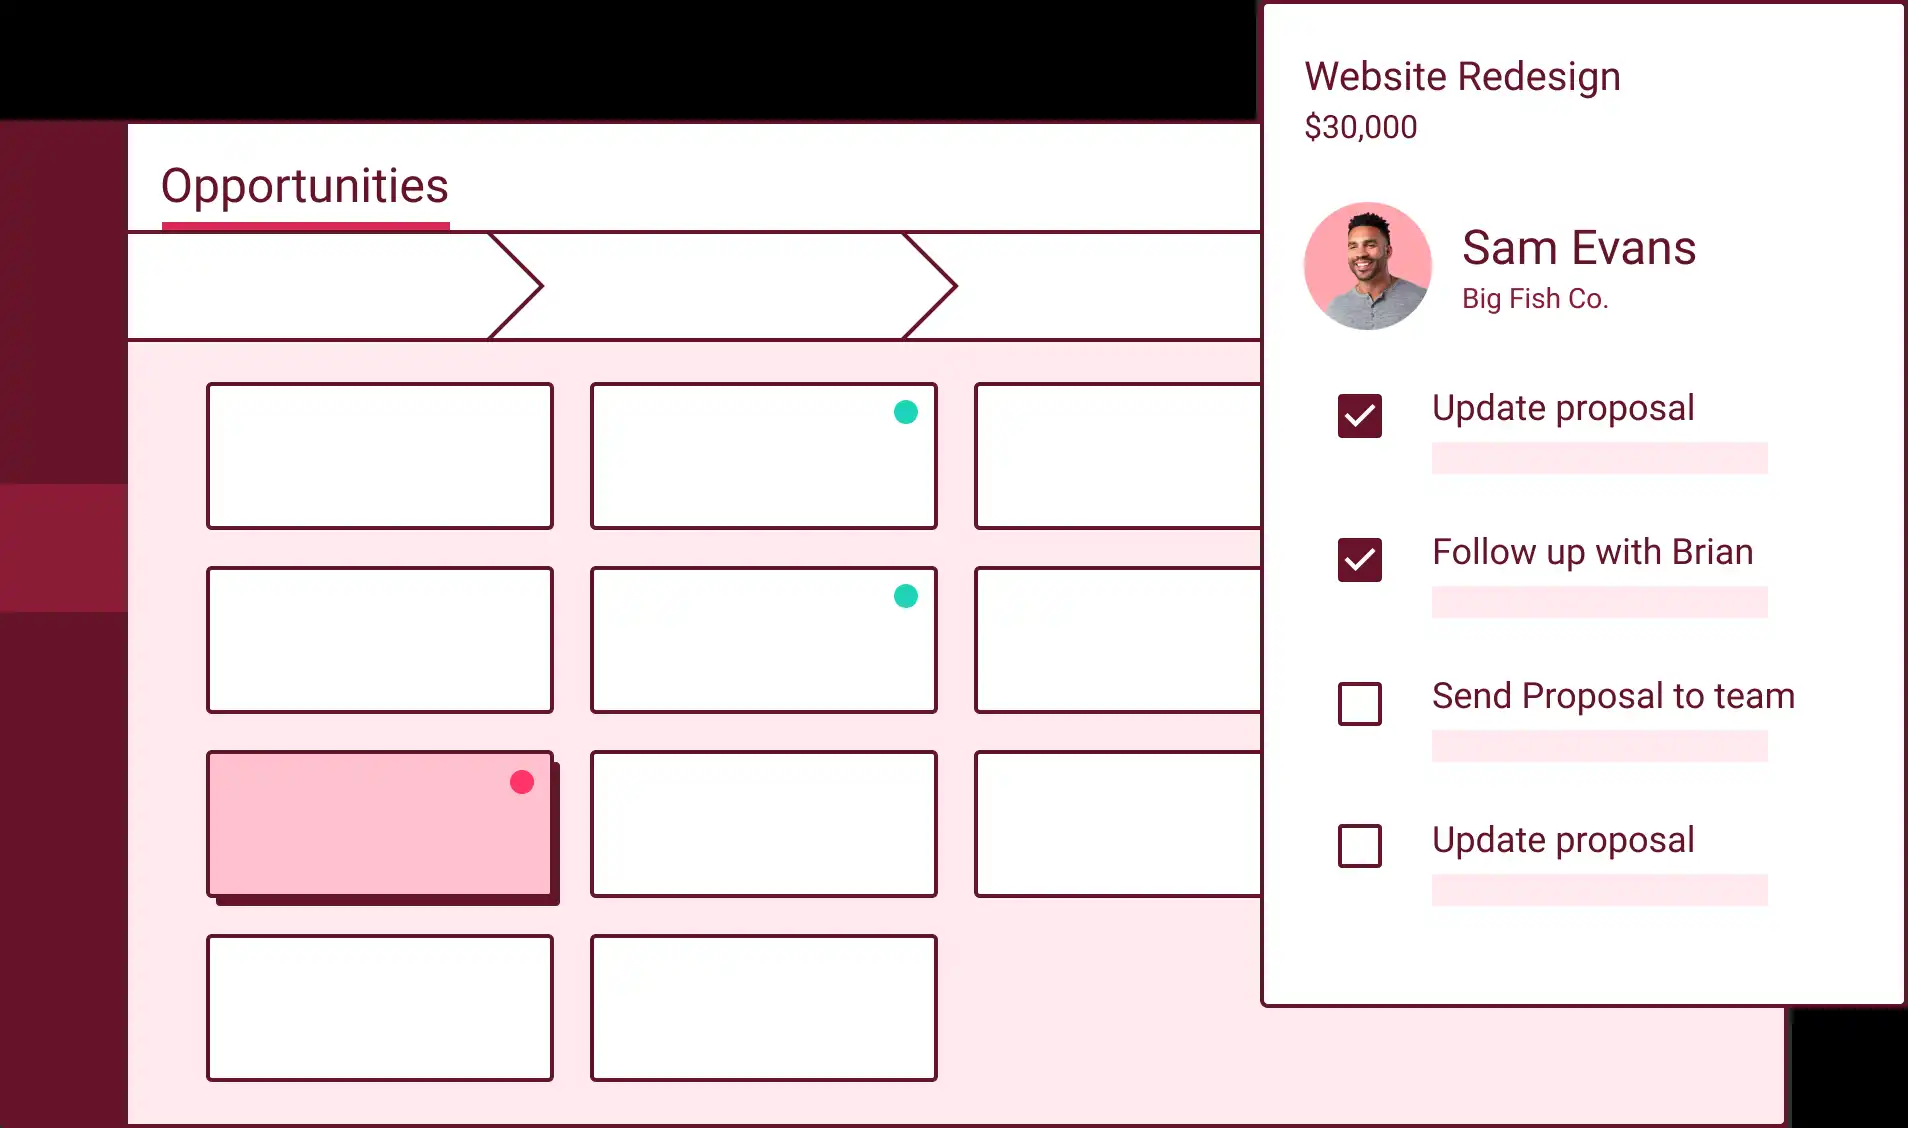 Opportunities
Website Redesign
$30,000
Sam Evans
Big Fish Co.
Update proposal
Follow up with Brian
Send Proposal to team
Update proposal